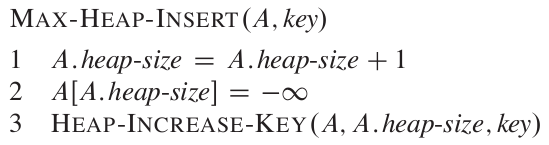 MAX-HEAP-INSERT(A, key)
1 A.heap-size = A.heap-size + 1
2 A[A.heap-size] = −∞
3 HEAP-INCREASE-KEY(A, A.heap-size, key)